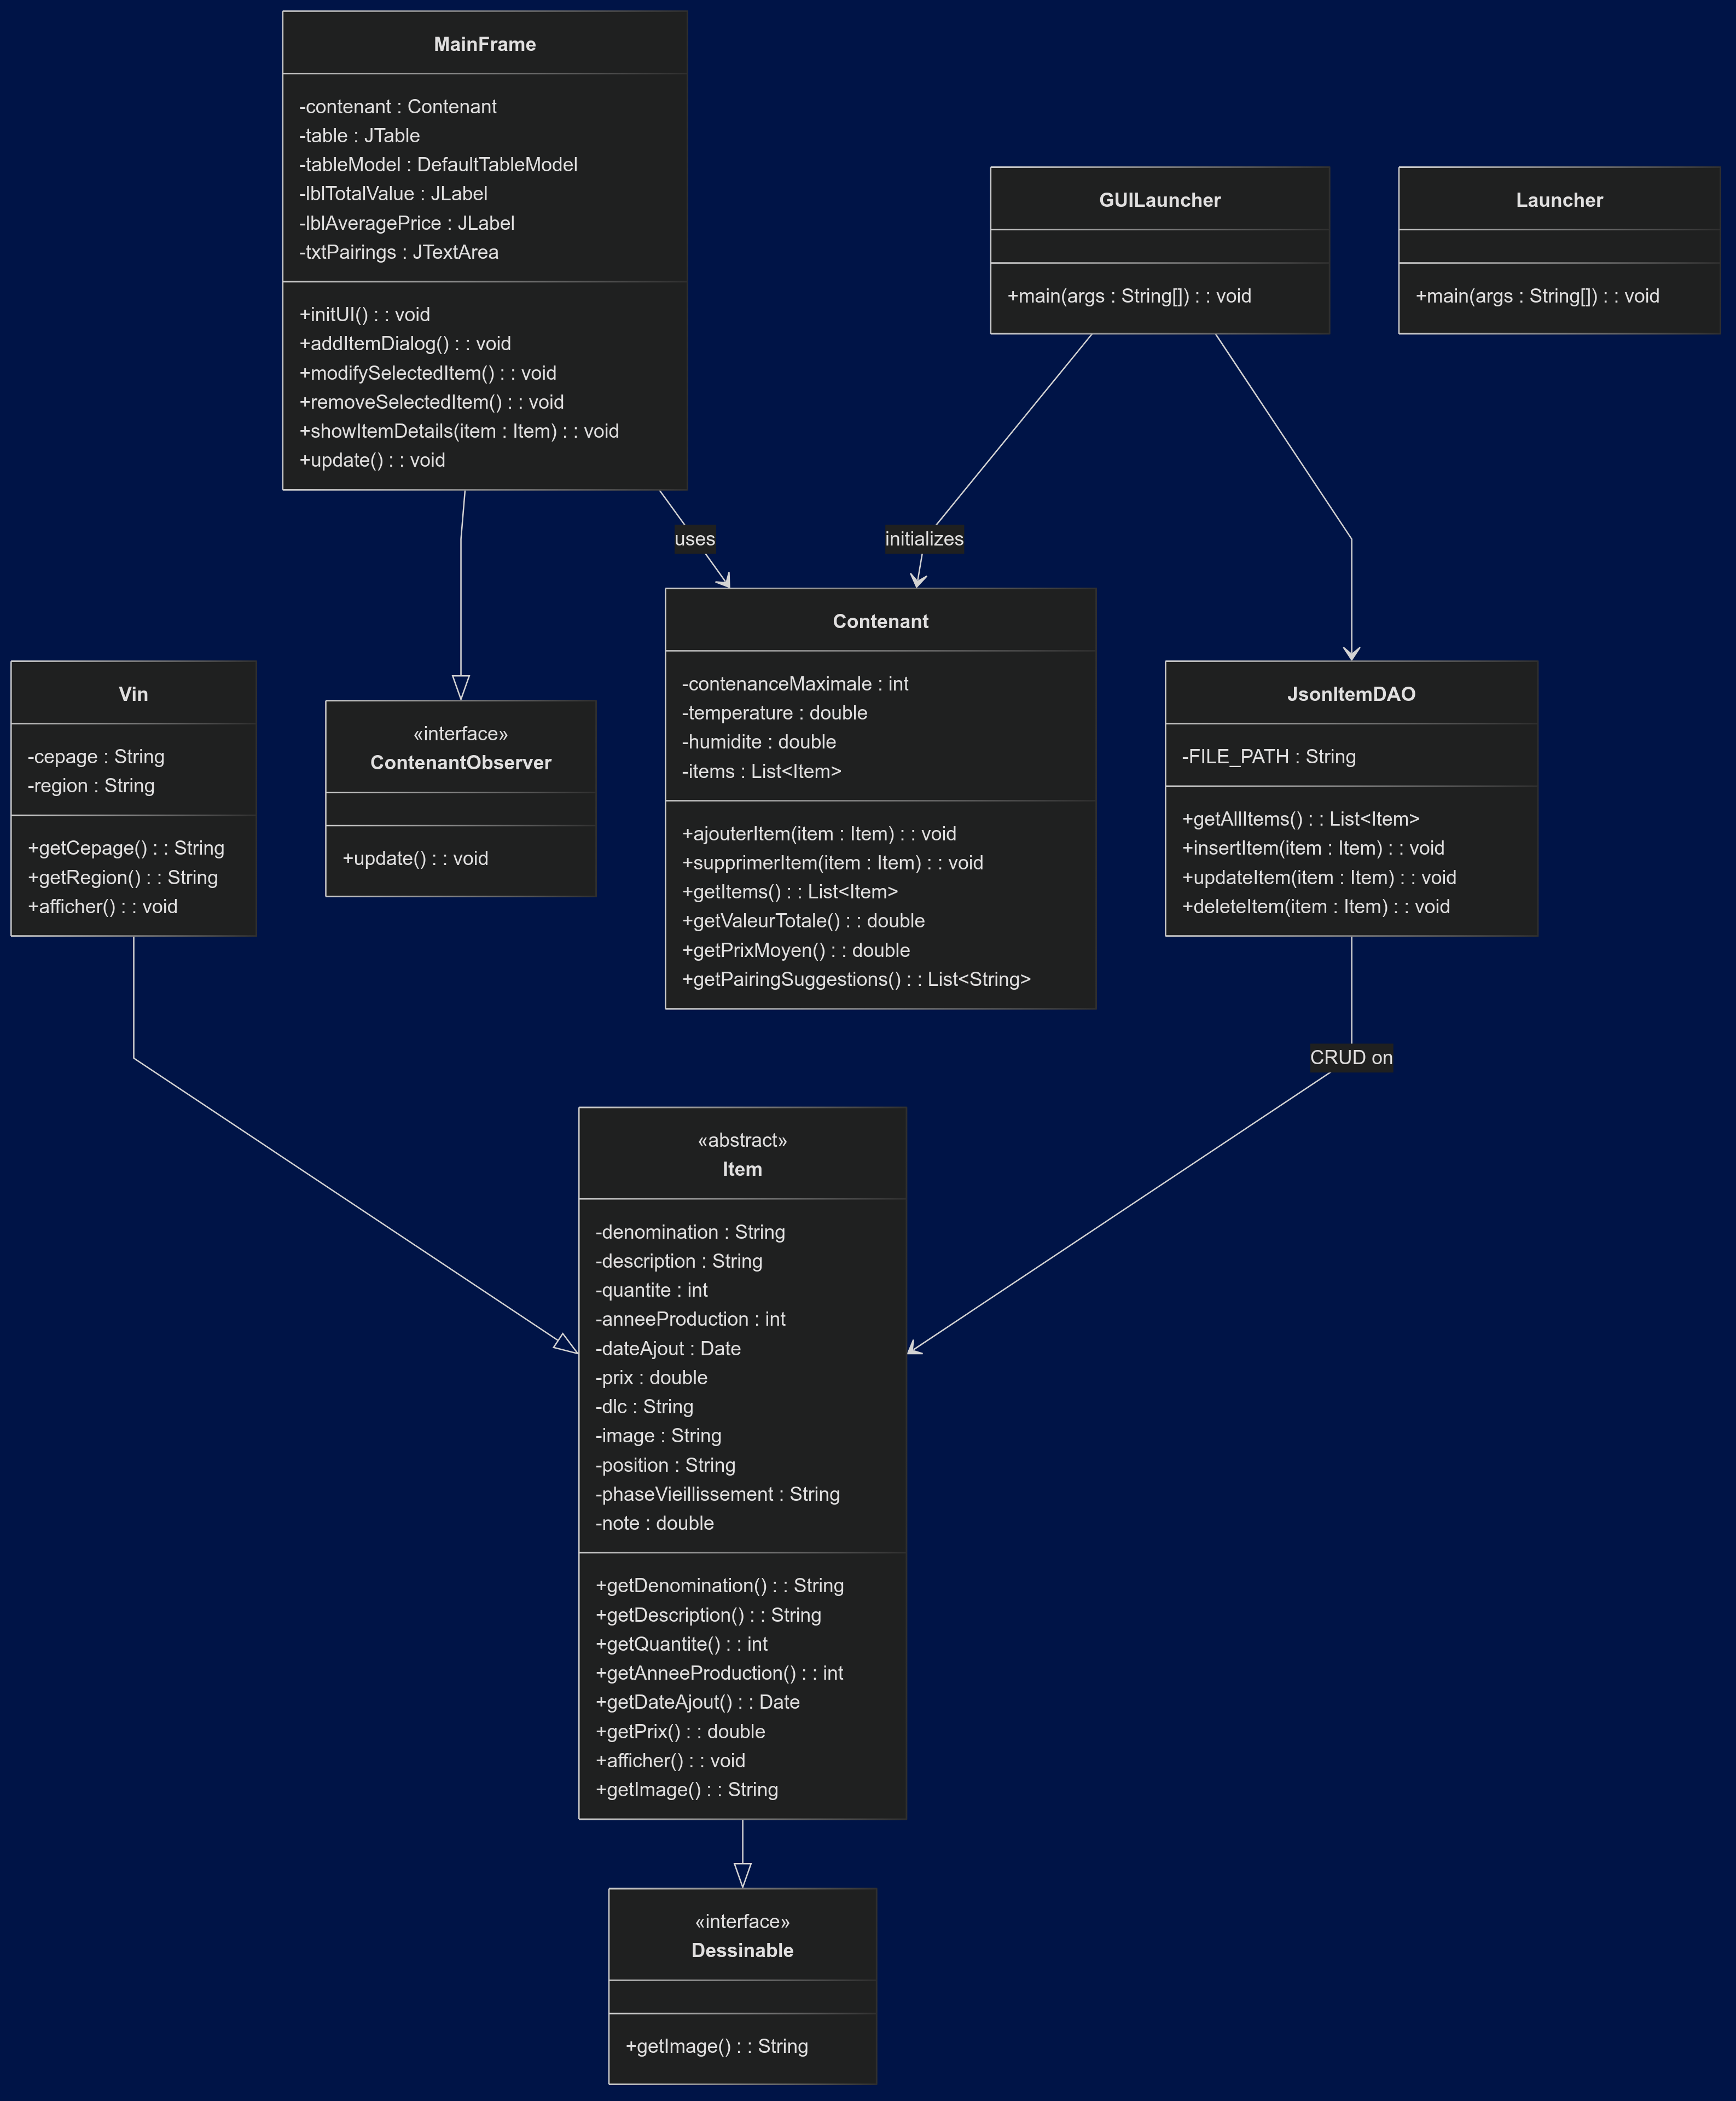 MainFrame
-contenant : Contenant
-table : JTable
-tableModel : DefaultTableModel
-lblTotalValue : JLabel
-lblAveragePrice : JLabel
-txtPairings : JTextArea
+initUI() : : void
+addItemDialog() : : void
+modifySelectedItem() : : void
+removeSelectedItem() : : void
+showItemDetails(item : Item) : : void
+update() : : void
GUILauncher
+main(args : String[]) : : void
Launcher
+main(args : String[]) : : void
uses
initializes
Vin
-cepage : String
-region : String
+getCepage() : : String
+getRegion() : : String
+afficher() : : void
«interface»
ContenantObserver
+update() : : void
Contenant
-contenanceMaximale : int
-temperature : double
-humidite : double
-items : List<Item>
+ajouterItem(item : Item) : : void
+supprimerItem(item : Item) : : void
+getItems() : : List<Item>
+getValeurTotale() : : double
+getPrixMoyen() : : double
+getPairingSuggestions() : : List<String>
JsonItemDAO
-FILE_PATH : String
+getAllItems() : : List<Item>
+insertItem(item : Item) : : void
+updateItem(item : Item) : : void
+deleteItem(item : Item) : : void
CRUD on
«abstract»
Item
-denomination : String
-description : String
-quantite : int
-anneeProduction : int
-dateAjout : Date
-prix : double
-dlc : String
-image : String
-position : String
-phaseVieillissement : String
-note : double
+getDenomination() : : String
+getDescription() : : String
+getQuantite() : : int
+getAnneeProduction() : : int
+getDateAjout() : : Date
+getPrix() : : double
+afficher() : : void
+getImage() : : String
«interface»
Dessinable
+getImage() : : String